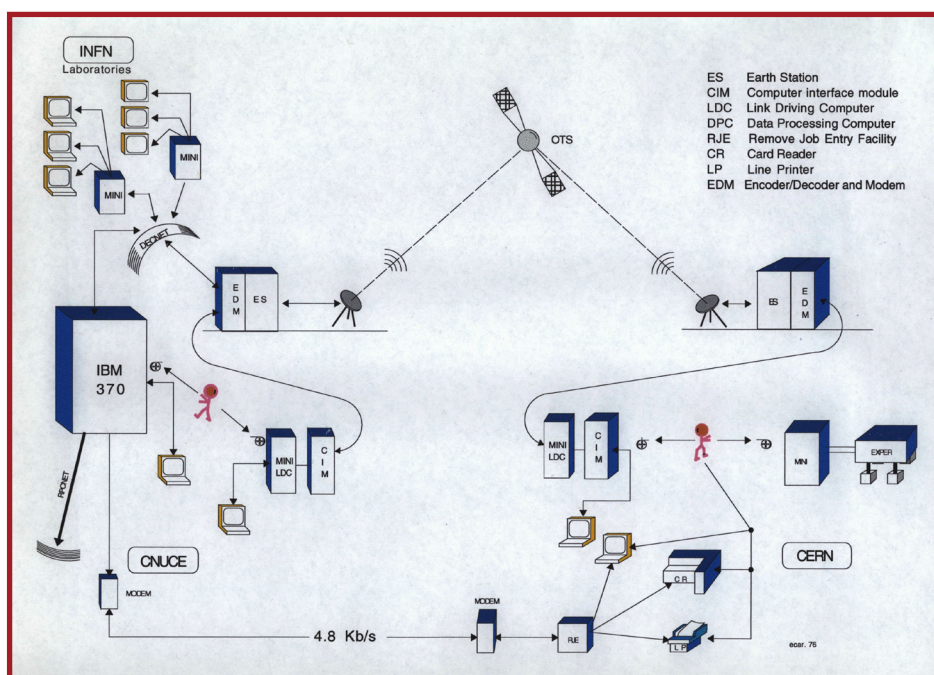 INFN
Laboratories
MINI
MINI
DECNET
OTS
ES Earth Station
CIM Computer interface module
LDC Link Driving Computer
DPC Data Processing Computer
RJE Remove Job Entry Facility
CR Card Reader
LP Line Printer
EDM Encoder/Decoder and Modem
EDM
ES
ES
EDM
IBM
370
MINI
LDC
CIM
MINI
LDC
CIM
MINI
EXPER
RPCNET
CNUCE
CERN
MODEM
MODEM
4.8 Kb/s
RJE
CR
LP
ecar. 76